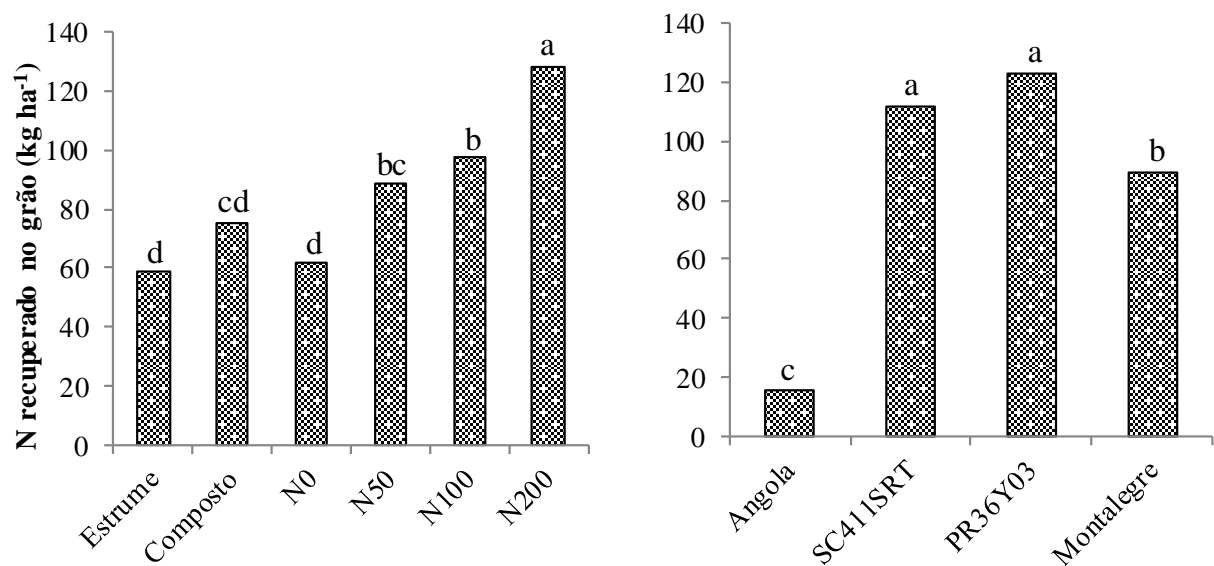 N recuperado no grão (kg ha-1)
140
120
100
80
60
40
20
0
d
cd
d
bc
b
a
Estrume
Composto
N0
N50
N100
N200
140
120
100
80
60
40
20
0
c
a
a
b
Angola
SC411SRT
PR36Y03
Montalegre